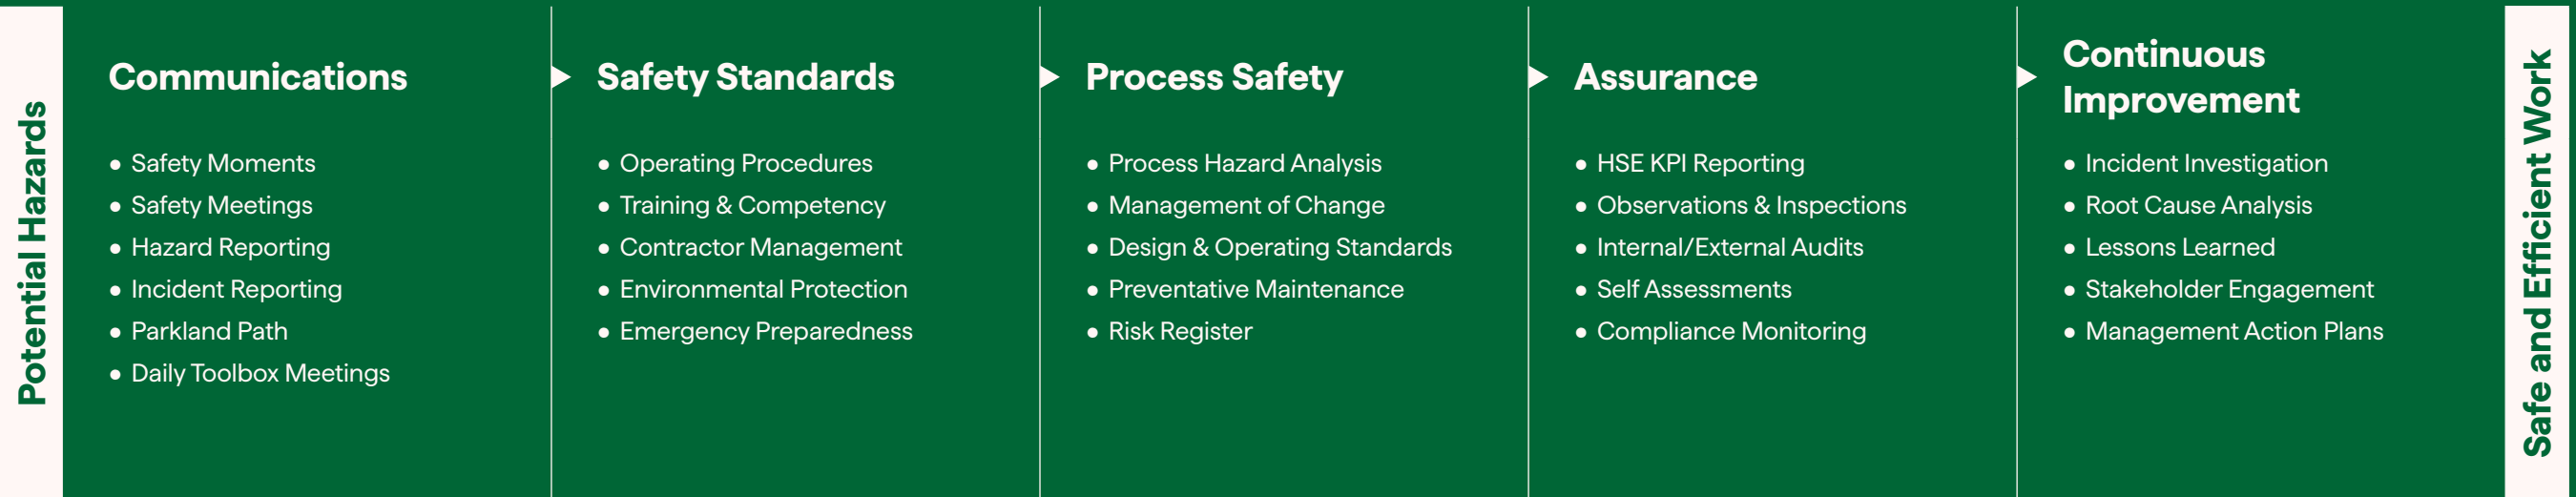 Potential Hazards
Communications
• Safety Moments
• Safety Meetings
• Hazard Reporting
• Incident Reporting
• Parkland Path
• Daily Toolbox Meetings
Safety Standards
• Operating Procedures
• Training & Competency
• Contractor Management
• Environmental Protection
• Emergency Preparedness
Process Safety
• Process Hazard Analysis
• Management of Change
• Design & Operating Standards
• Preventative Maintenance
• Risk Register
Assurance
• HSE KPI Reporting
• Observations & Inspections
• Internal/External Audits
• Self Assessments
• Compliance Monitoring
Continuous
Improvement
• Incident Investigation
• Root Cause Analysis
• Lessons Learned
• Stakeholder Engagement
• Management Action Plans
Safe and Efficient Work